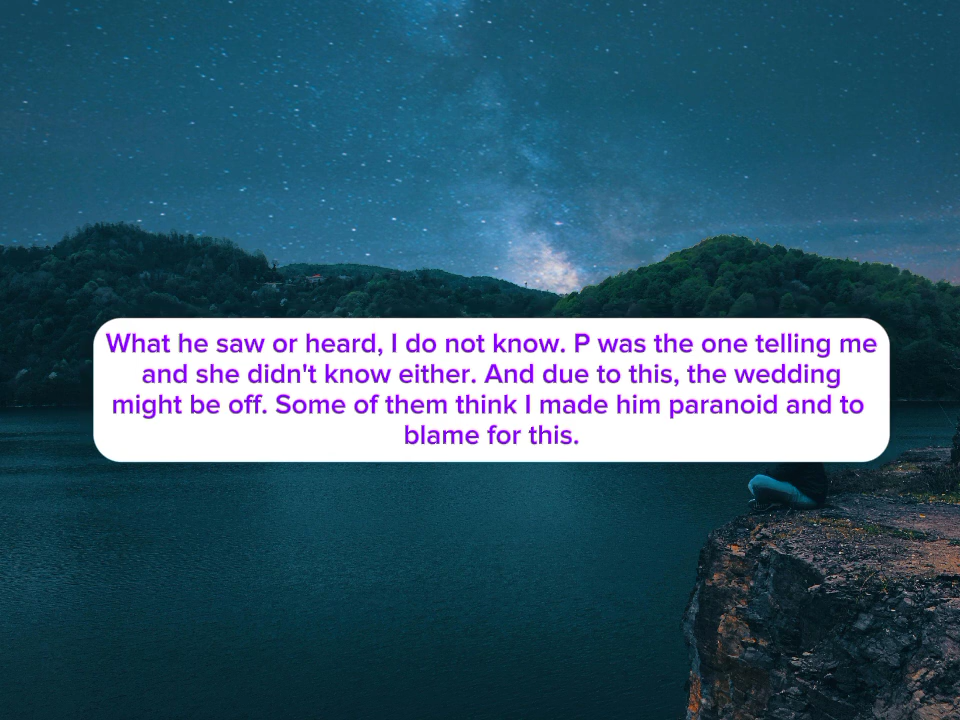 What he saw or heard, I do not know. P was the one telling me
and she didn't know either. And due to this, the wedding
might be off. Some of them think I made him paranoid and to
blame for this.